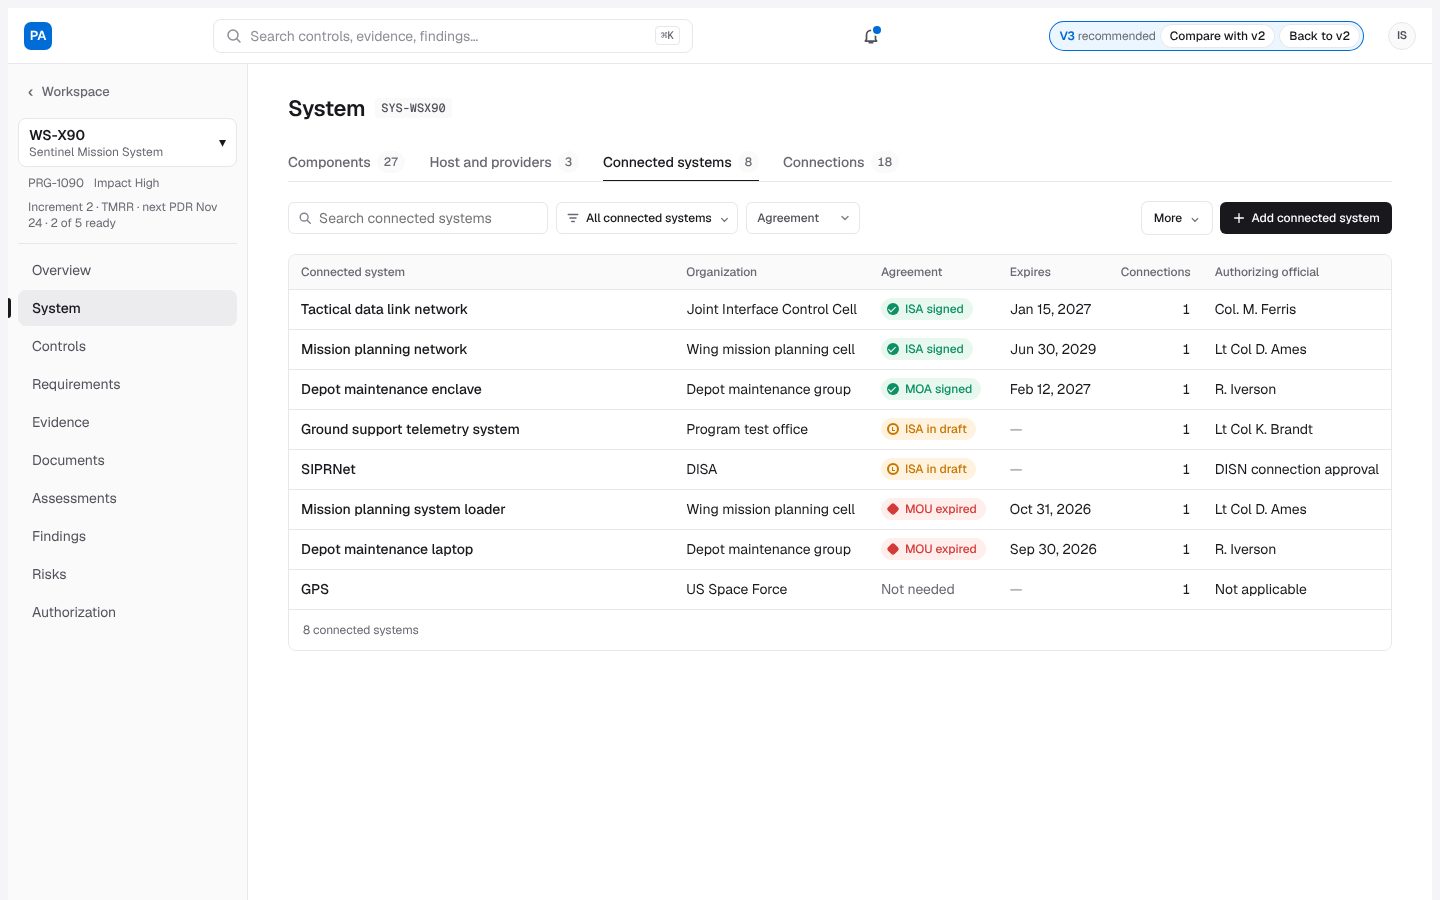 PA
Search controls, evidence, findings...
⌘K
V3 recommended
Compare with v2
Back to v2
IS
‹ Workspace
WS-X90
Sentinel Mission System
PRG-1090 Impact High
Increment 2 · TMRR · next PDR Nov
24 · 2 of 5 ready
Overview
System
Controls
Requirements
Evidence
Documents
Assessments
Findings
Risks
Authorization
System SYS-WSX90
Components 27 Host and providers 3 Connected systems 8 Connections 18
Search connected systems
All connected systems
Agreement
More
+ Add connected system
Connected system Organization Agreement Expires Connections Authorizing official
Tactical data link network Joint Interface Control Cell ISA signed Jan 15, 2027 1 Col. M. Ferris
Mission planning network Wing mission planning cell ISA signed Jun 30, 2029 1 Lt Col D. Ames
Depot maintenance enclave Depot maintenance group MOA signed Feb 12, 2027 1 R. Iverson
Ground support telemetry system Program test office ISA in draft — 1 Lt Col K. Brandt
SIPRNet DISA ISA in draft — 1 DISN connection approval
Mission planning system loader Wing mission planning cell MOU expired Oct 31, 2026 1 Lt Col D. Ames
Depot maintenance laptop Depot maintenance group MOU expired Sep 30, 2026 1 R. Iverson
GPS US Space Force Not needed — 1 Not applicable
8 connected systems